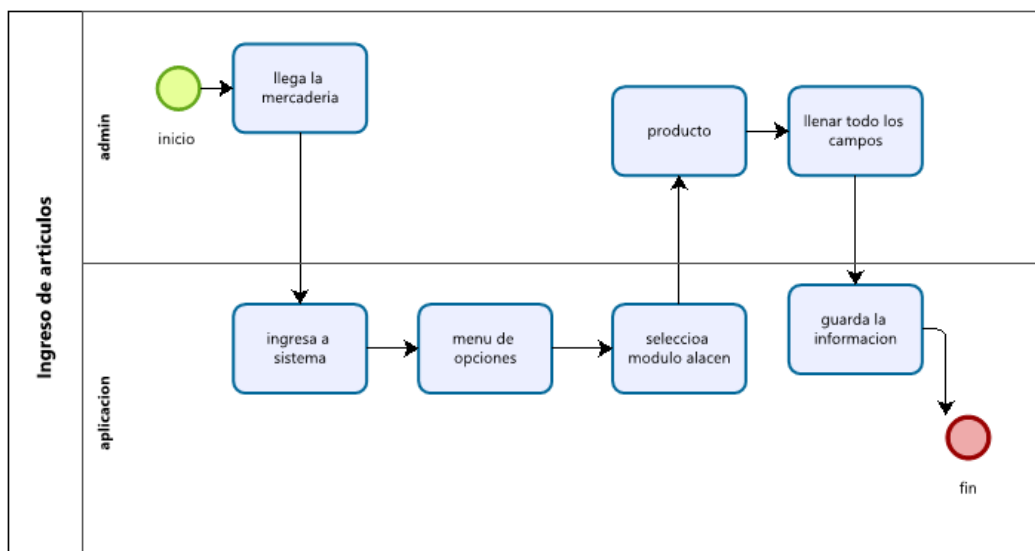 Ingreso de articulos
admin
inicio
llega la
mercaderia
producto
llenar todo los
campos
aplicacion
ingresa a
sistema
menu de
opciones
seleccioa
modulo alacen
guarda la
informacion
fin